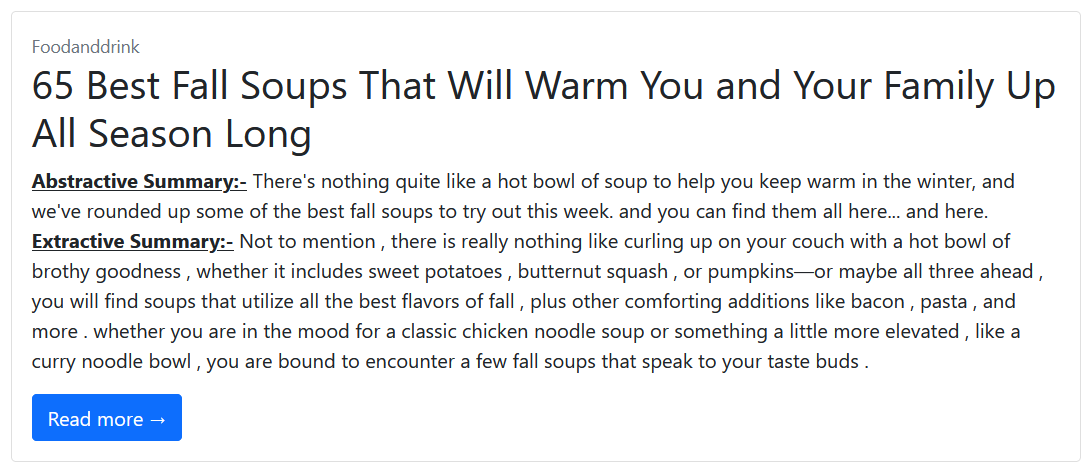 Foodanddrink
65 Best Fall Soups That Will Warm You and Your Family Up
All Season Long
Abstractive Summary:- There's nothing quite like a hot bowl of soup to help you keep warm in the winter, and
we've rounded up some of the best fall soups to try out this week. and you can find them all here... and here.
Extractive Summary:- Not to mention , there is really nothing like curling up on your couch with a hot bowl of
brothy goodness , whether it includes sweet potatoes , butternut squash , or pumpkins—or maybe all three ahead ,
you will find soups that utilize all the best flavors of fall , plus other comforting additions like bacon , pasta , and
more . whether you are in the mood for a classic chicken noodle soup or something a little more elevated , like a
curry noodle bowl , you are bound to encounter a few fall soups that speak to your taste buds .
Read more →